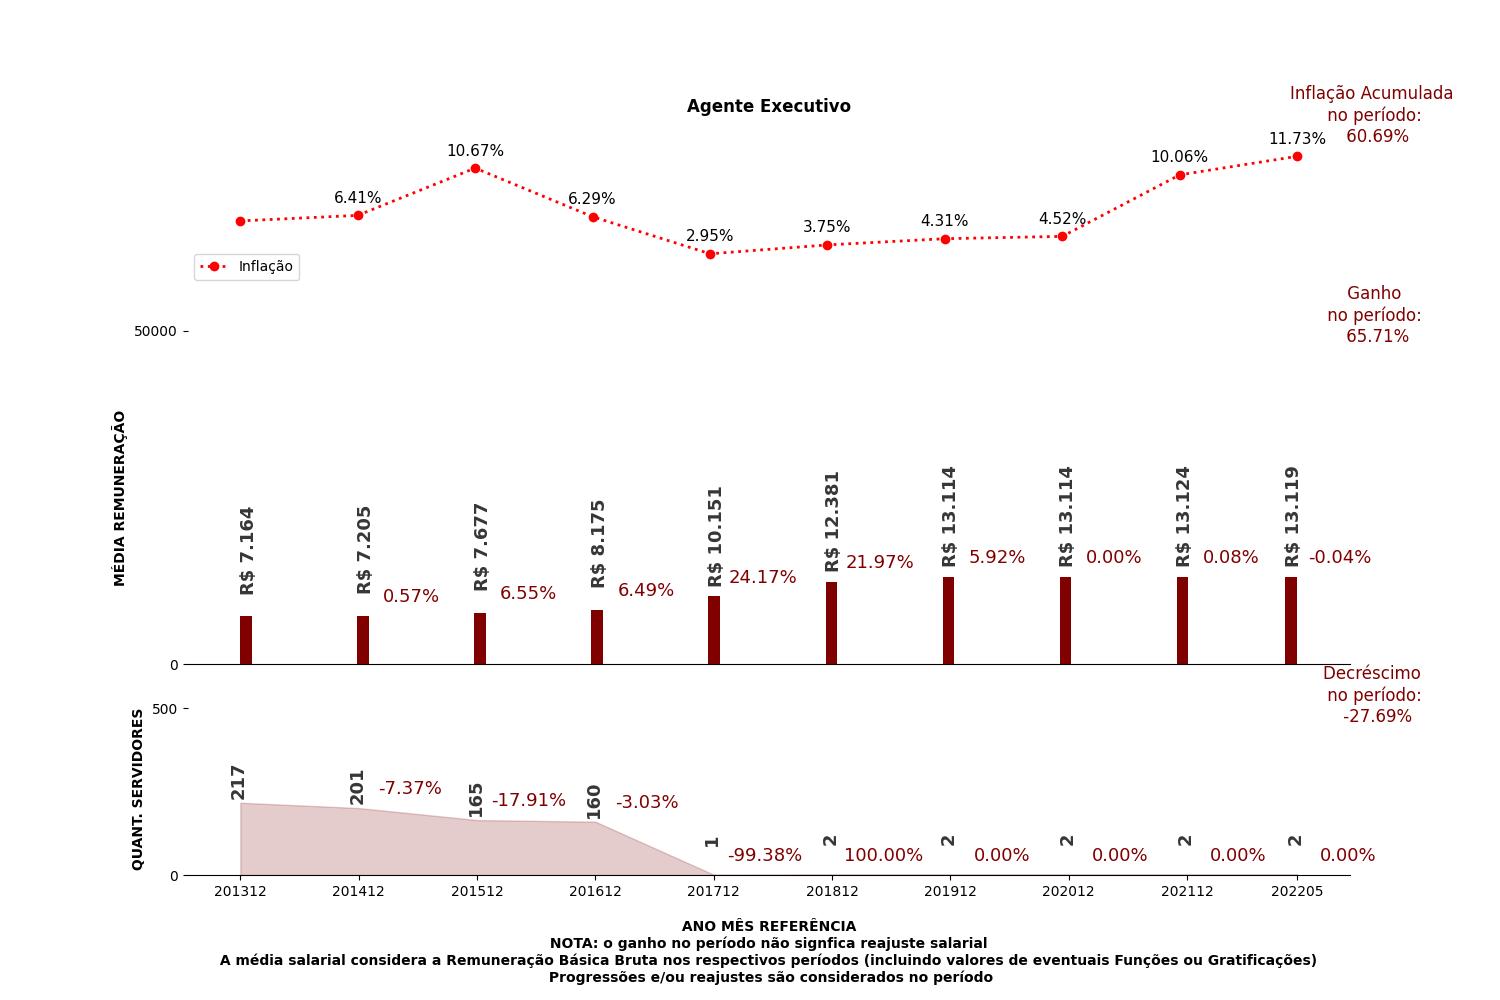 Agente Executivo
Inflação Acumulada
no período:
60.69%
6.41%
10.67%
6.29%
2.95%
3.75%
4.31%
4.52%
10.06%
11.73%
Inflação
Ganho
no período:
65.71%
50000
0
MÉDIA REMUNERAÇÃO
R$ 7.164
R$ 7.205
R$ 7.677
R$ 8.175
R$ 10.151
R$ 12.381
R$ 13.114
R$ 13.114
R$ 13.124
R$ 13.119
0.57%
6.55%
6.49%
24.17%
21.97%
5.92%
0.00%
0.08%
-0.04%
Decréscimo
no período:
-27.69%
500
0
QUANT. SERVIDORES
217
201
165
160
1
2
2
2
2
2
-7.37%
-17.91%
-3.03%
-99.38%
100.00%
0.00%
0.00%
0.00%
0.00%
201312
201412
201512
201612
201712
201812
201912
202012
202112
202205
ANO MÊS REFERÊNCIA
NOTA: o ganho no período não signfica reajuste salarial
A média salarial considera a Remuneração Básica Bruta nos respectivos períodos (incluindo valores de eventuais Funções ou Gratificações)
Progressões e/ou reajustes são considerados no período